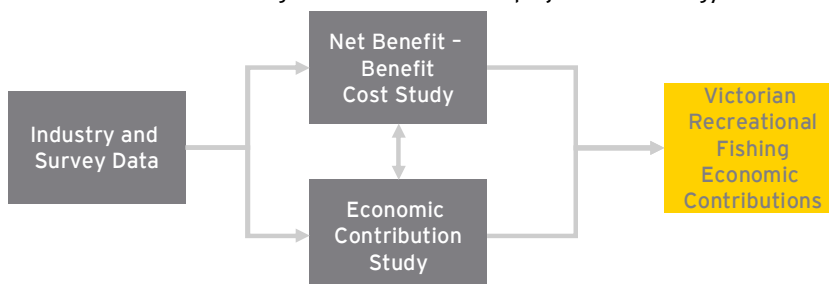 Net Benefit –
Benefit
Cost Study
Industry and
Survey Data
Economic
Contribution
Study
Victorian
Recreational
Fishing
Economic
Contributions